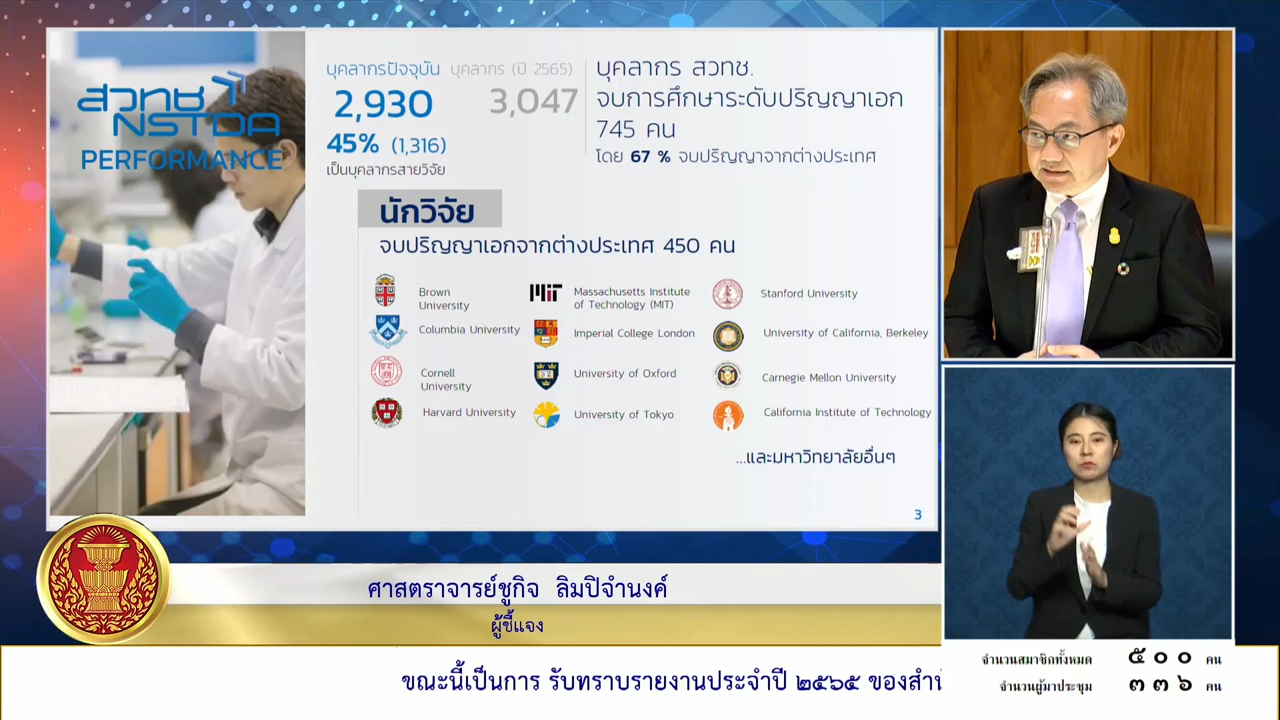 สวทช
NSTDA
PERFORMANCE
บุคลากรปัจจุบัน บุคลากร (ปี 2565)
2,930 3,047
45% (1,316)
เป็นบุคลากรสายวิจัย
บุคลากร สวทช.
จบการศึกษาระดับปริญญาเอก
745 คน
โดย 67 % จบปริญญาจากต่างประเทศ
นักวิจัย
จบปริญญาเอกจากต่างประเทศ 450 คน
Brown
University
Columbia University
Cornell
University
Harvard University
MIT
Massachusetts Institute
of Technology (MIT)
Imperial College London
University of Oxford
University of Tokyo
Stanford University
University of California, Berkeley
Carnegie Mellon University
California Institute of Technology
...และมหาวิทยาลัยอื่นๆ
3
ศาสตราจารย์ชูกิจ ลิมปิจำนงค์
ผู้ชี้แจง
ขณะนี้เป็นการ รับทราบรายงานประจำปี ๒๕๖๕ ของ
จำนวนสมาชิกทั้งหมด ๕๐๐ คน
จำนวนผู้มาประชุม ๓๓๖ คน